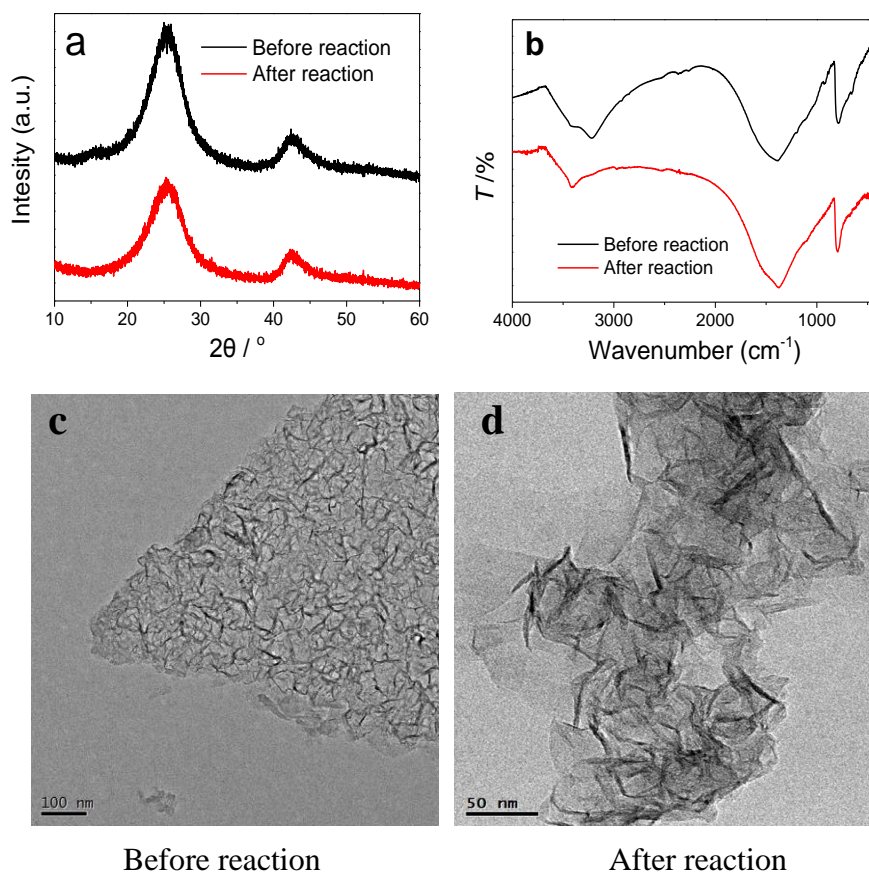 a
Before reaction
After reaction
Intesity (a.u.)
10 20 30 40 50 60
2θ / °
b
T /%
Before reaction
After reaction
4000 3000 2000 1000
Wavenumber (cm-1)
c
100 nm
d
50 nm
Before reaction
After reaction